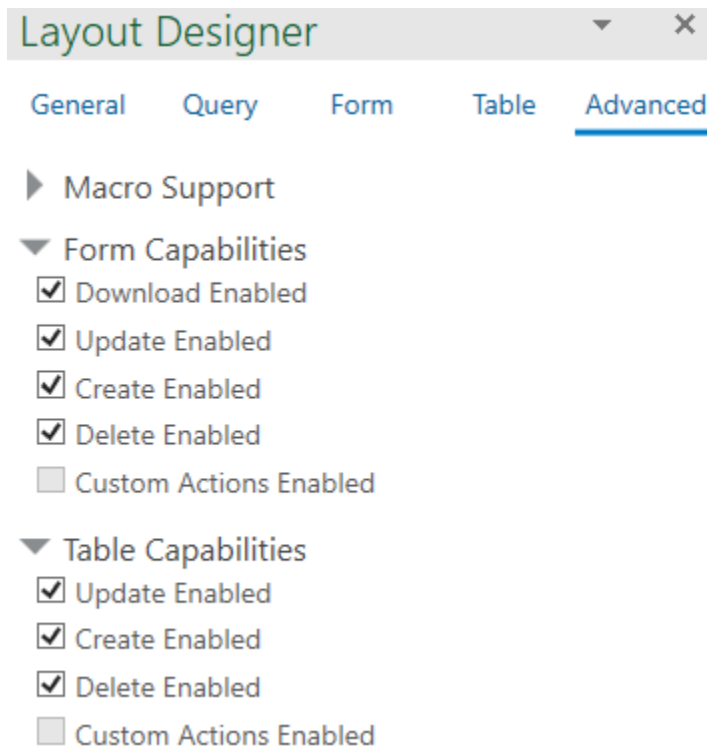 Layout Designer
General Query Form Table Advanced
Macro Support
Form Capabilities
Download Enabled
Update Enabled
Create Enabled
Delete Enabled
Custom Actions Enabled
Table Capabilities
Update Enabled
Create Enabled
Delete Enabled
Custom Actions Enabled